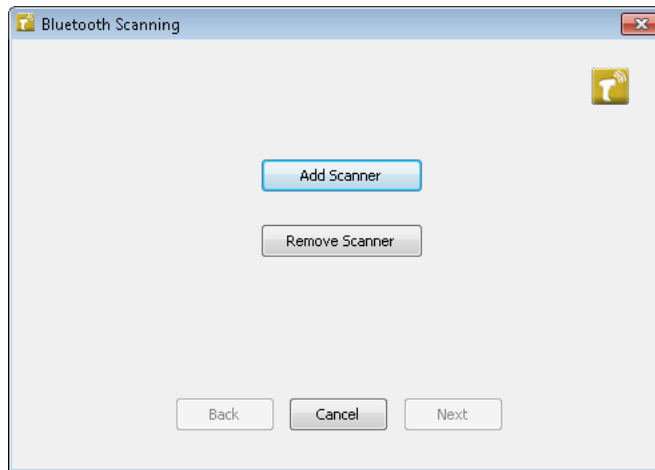 Bluetooth Scanning
Add Scanner
Remove Scanner
Back Cancel Next